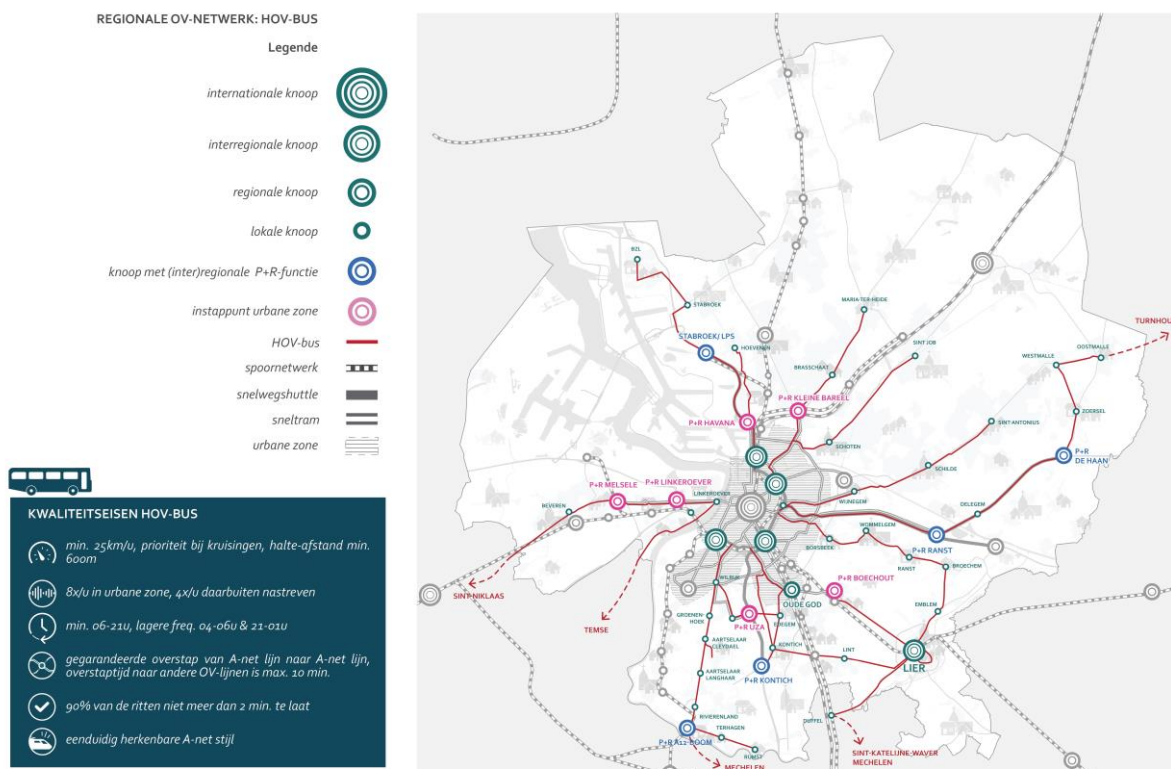 REGIONALE OV-NETWERK: HOV-BUS
Legende
internationale knoop
interregionale knoop
regionale knoop
lokale knoop
knoop met (inter)regionale P+R-functie
instappunt urbane zone
HOV-bus
spoornetwerk
snelwegshuttle
sneltram
urbane zone
KWALITEITSEISEN HOV-BUS
min. 25km/u, prioriteit bij kruisingen, halte-afstand min.
600m
8x/u in urbane zone, 4x/u daarbuiten nastreven
min. 06-21u, lagere freq. 04-06u & 21-01u
gegarandeerde overstap van A-net lijn naar A-net lijn,
overstaptijd naar andere OV-lijnen is max. 10 min.
90% van de ritten niet meer dan 2 min. te laat
eenduidig herkenbare A-net stijl
BZL
STABROEK
MARIA-TER-HEIDE
TURNHOUT
STABROEK/ LPS
HOEVENEN
SINT JOB
OOSTMALLE
WESTMALLE
BRASSCHAAT
P+R KLEINE BAREEL
ZOERSEL
P+R HAVANA
SINT-ANTONIUS
SCHOTEN
P+R
DE HAAN
SCHILDE
P+R MELSELE
P+R LINKEROEVER
LINKEROEVER
WIJNEGEM
BEVEREN
OELEGEM
WOMMELGEM
BORSBEEK
P+R RANST
RANST
BROECHEM
WILRIJK
P+R BOECHOUT
SINT-NIKLAAS
OUDE GOD
EMBLEM
GROENEN-
HOEK
P+R UZA
EDEGEM
TEMSE
AARTSELAAR
CLEYDAEL
KONTICH
LINT
LIER
AARTSELAAR
LANGHAAR
P+R KONTICH
RIVIERENLAND
DUFFEL
P+R A12-BOOM
TERHAGEN
RUMST
SINT-KATELIJNE-WAVER
MECHELEN
MECHELEN